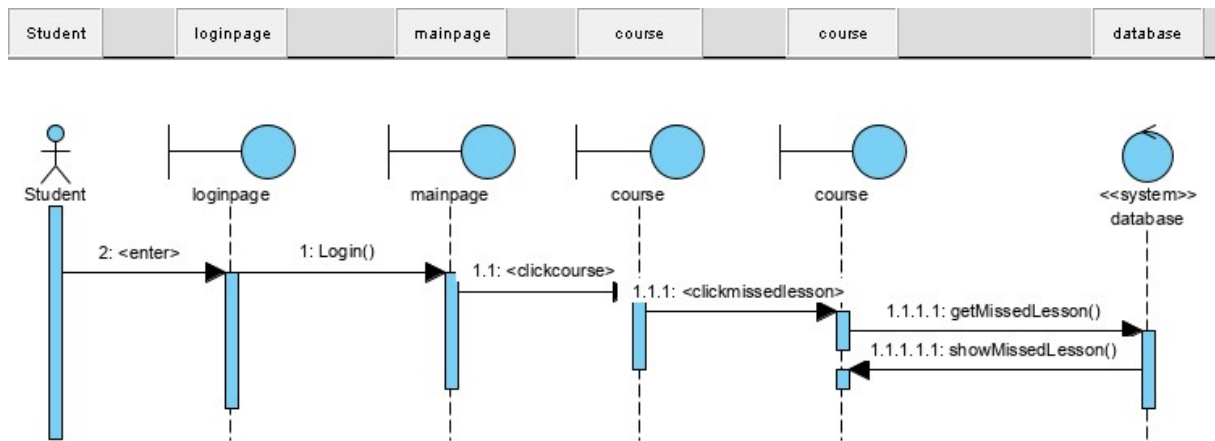 Student loginpage mainpage course course database
Student loginpage mainpage course course <<system>>
database
2: <enter> 1: Login()
1.1: <clickcourse>
1.1.1: <clickmissedlesson>
1.1.1.1: getMissedLesson()
1.1.1.1.1: showMissedLesson()